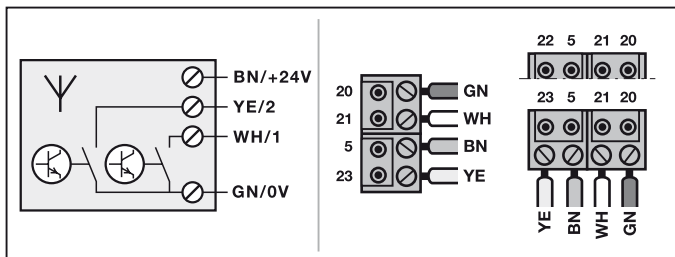 BN/+24V
YE/2
WH/1
GN/0V
20 GN
21 WH
5 BN
23 YE
22 5 21 20
23 5 21 20
YE BN WH GN